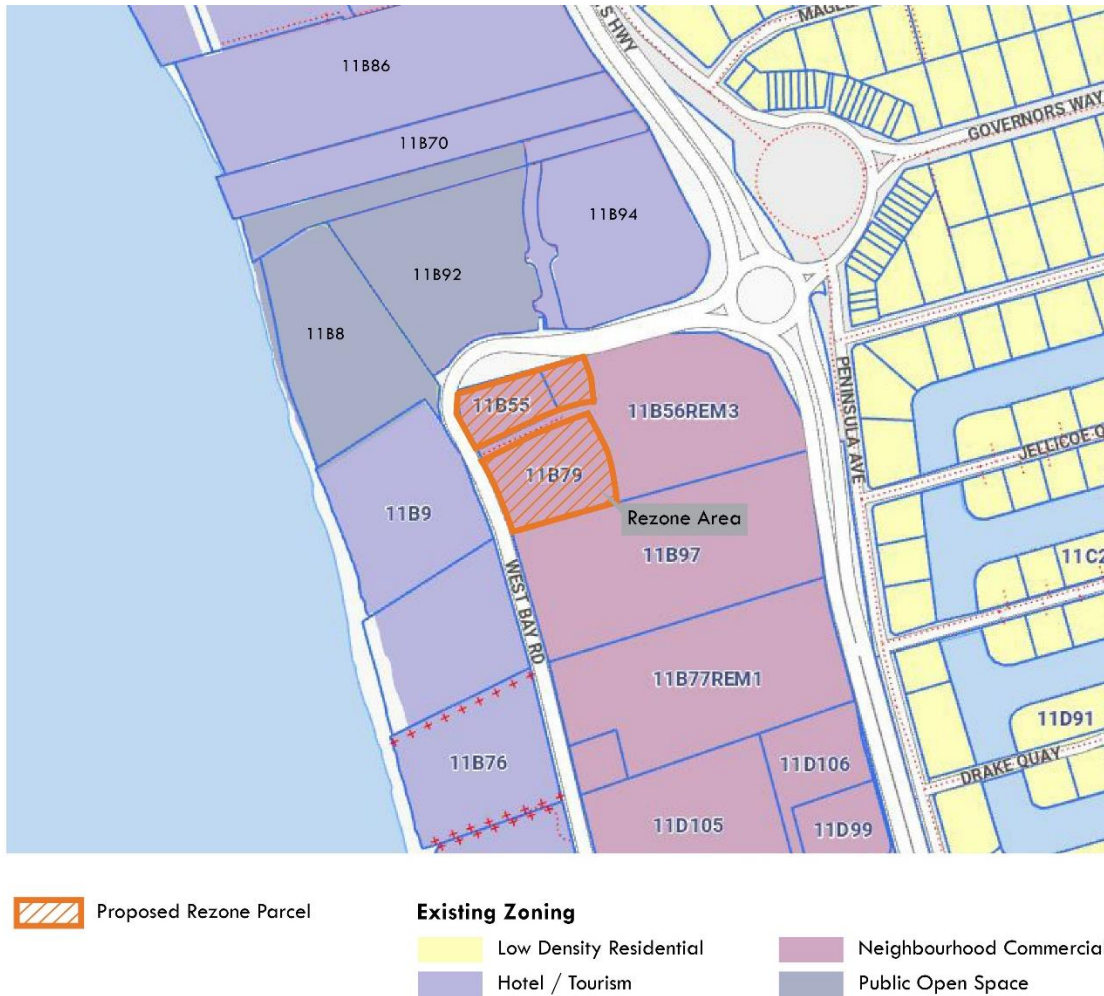 11B86
S HWY
GOVERNORS WAY
11B70
11B94
11B92
11B8
11B55
11B56REM3
PENINSULA AVE
11B79
Rezone Area
11B9
11B97
WEST BAY RD
11B77REM1
11D91
11B76
11D106
DRAKE QUAY
11D105
11D99
Proposed Rezone Parcel
Existing Zoning
Low Density Residential
Neighbourhood Commercia
Hotel / Tourism
Public Open Space